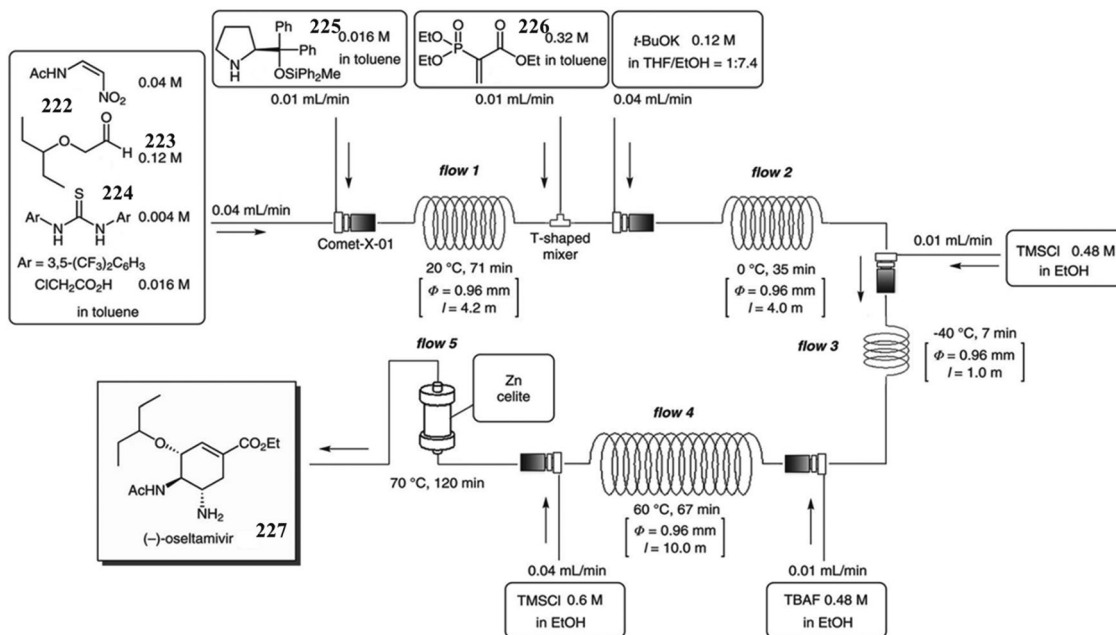 AcHN
NO₂
0.04 M
222
O
O
H
223
0.12 M
224
S
Ar
N
H
N
H
Ar
0.004 M
Ar = 3,5-(CF₃)₂C₆H₃
ClCH₂CO₂H
0.016 M
in toluene
0.04 mL/min
225
Ph
Ph
N
H
OSiPh₂Me
0.016 M
in toluene
0.01 mL/min
226
EtO
O
O
P
EtO
OEt
0.32 M
in toluene
0.01 mL/min
t-BuOK 0.12 M
in THF/EtOH = 1:7.4
0.04 mL/min
Comet-X-01
flow 1
20 °C, 71 min
Φ = 0.96 mm
l = 4.2 m
T-shaped
mixer
flow 2
0 °C, 35 min
Φ = 0.96 mm
l = 4.0 m
0.01 mL/min
TMSCl 0.48 M
in EtOH
flow 3
-40 °C, 7 min
Φ = 0.96 mm
l = 1.0 m
0.01 mL/min
TBAF 0.48 M
in EtOH
flow 4
60 °C, 67 min
Φ = 0.96 mm
l = 10.0 m
0.04 mL/min
TMSCl 0.6 M
in EtOH
flow 5
Zn
celite
70 °C, 120 min
O
CO₂Et
AcHN
NH₂
227
(–)-oseltamivir